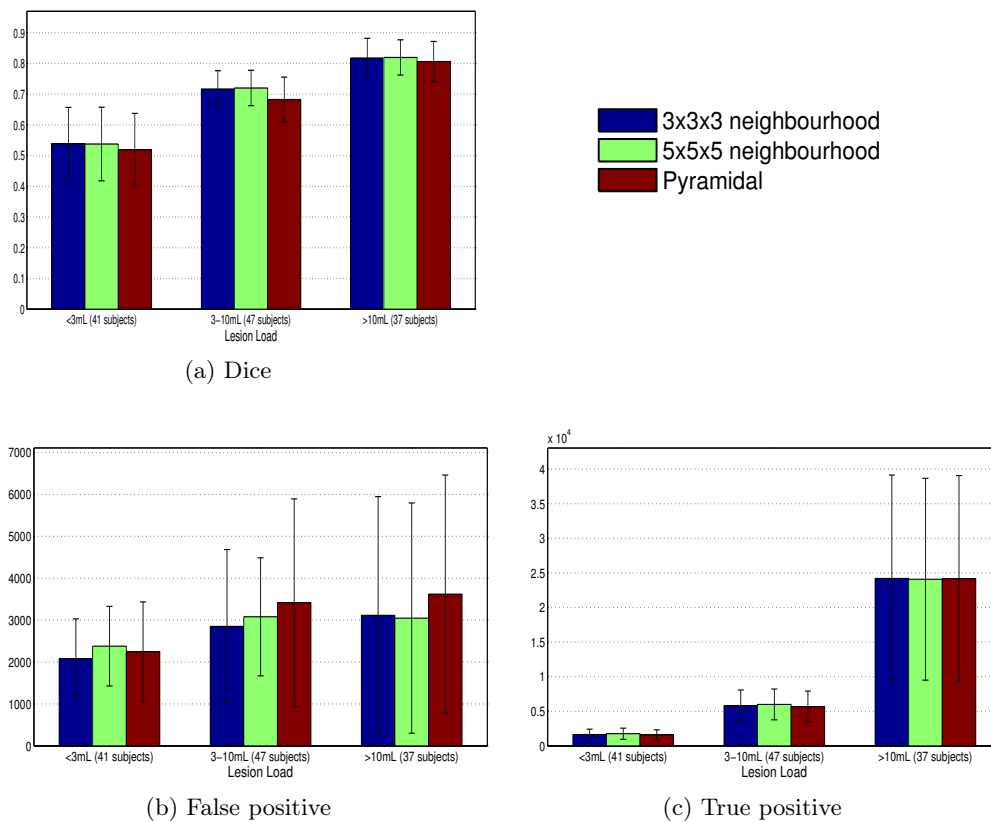 0.9
0.8
0.7
0.6
0.5
0.4
0.3
0.2
0.1
0
<3mL (41 subjects) 3−10mL (47 subjects) >10mL (37 subjects)
Lesion Load
(a) Dice
3x3x3 neighbourhood
5x5x5 neighbourhood
Pyramidal
7000
6000
5000
4000
3000
2000
1000
0
<3mL (41 subjects) 3−10mL (47 subjects) >10mL (37 subjects)
Lesion Load
(b) False positive
x 10^4
4
3.5
3
2.5
2
1.5
1
0.5
0
<3mL (41 subjects) 3−10mL (47 subjects) >10mL (37 subjects)
Lesion Load
(c) True positive